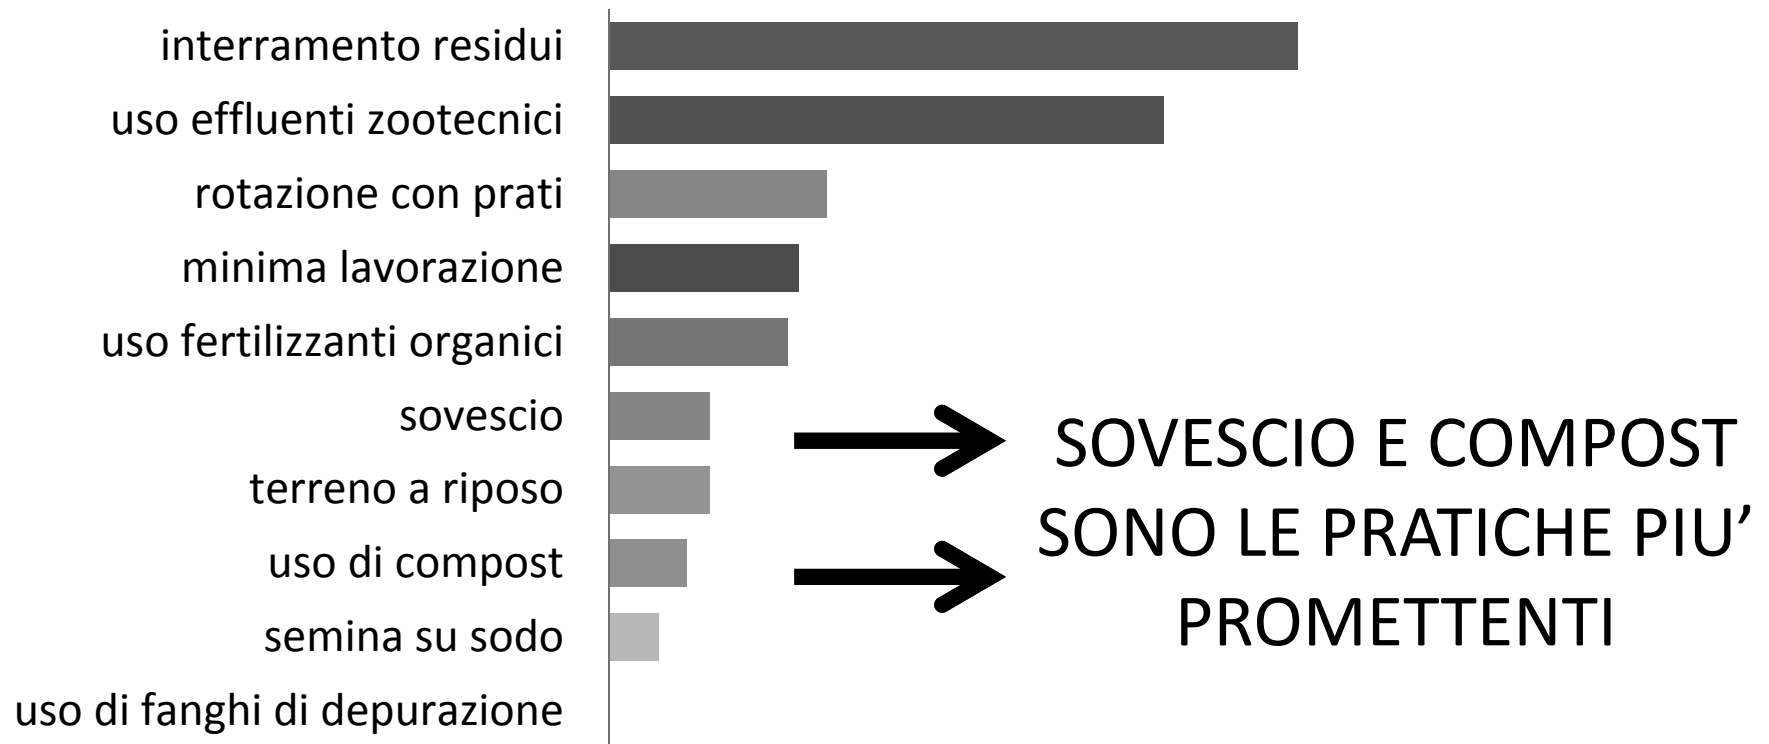 interramento residui
uso effluenti zootecnici
rotazione con prati
minima lavorazione
uso fertilizzanti organici
sovescio
terreno a riposo
uso di compost
semina su sodo
uso di fanghi di depurazione
SOVESCIO E COMPOST
SONO LE PRATICHE PIU’
PROMETTENTI